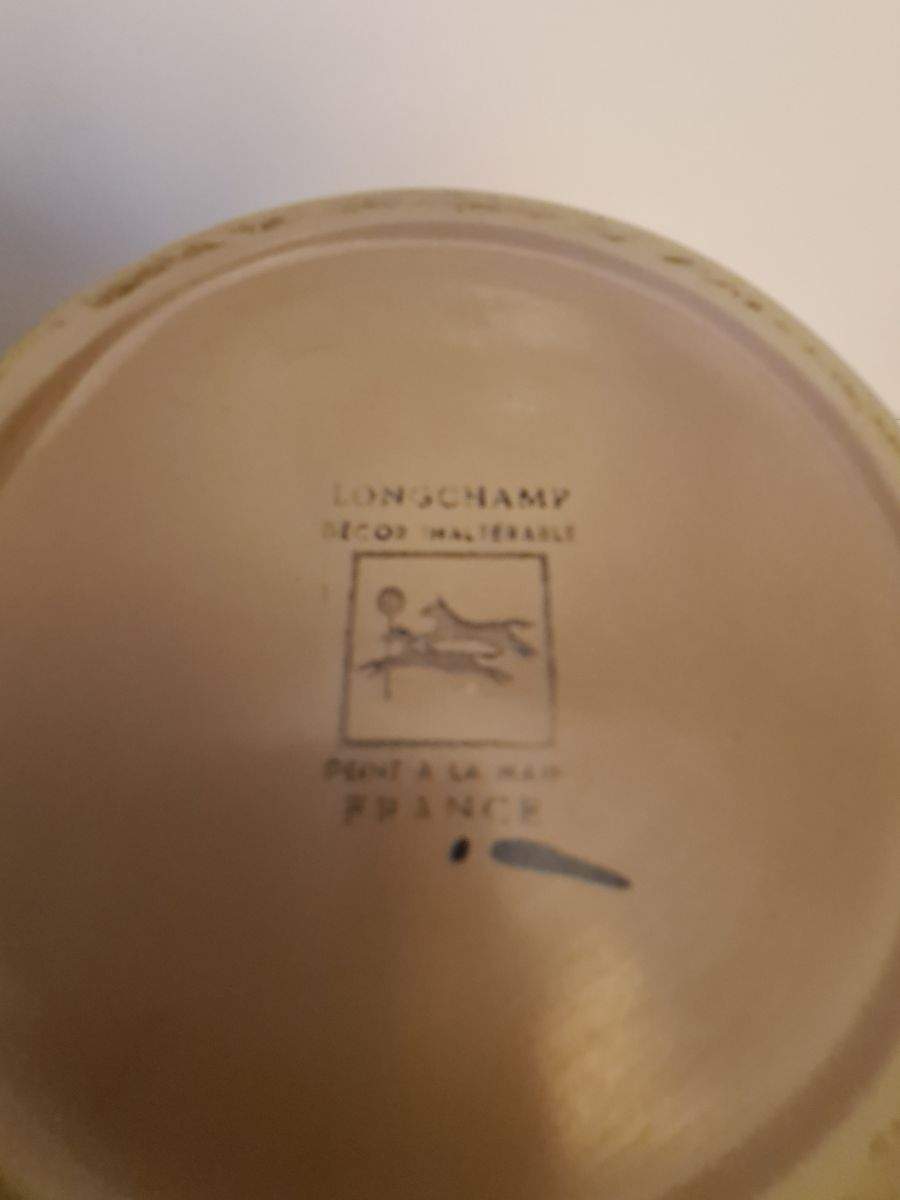 LONGCHAMP
DECOR INALTERABLE
PEINT A LA MAIN
FRANCE